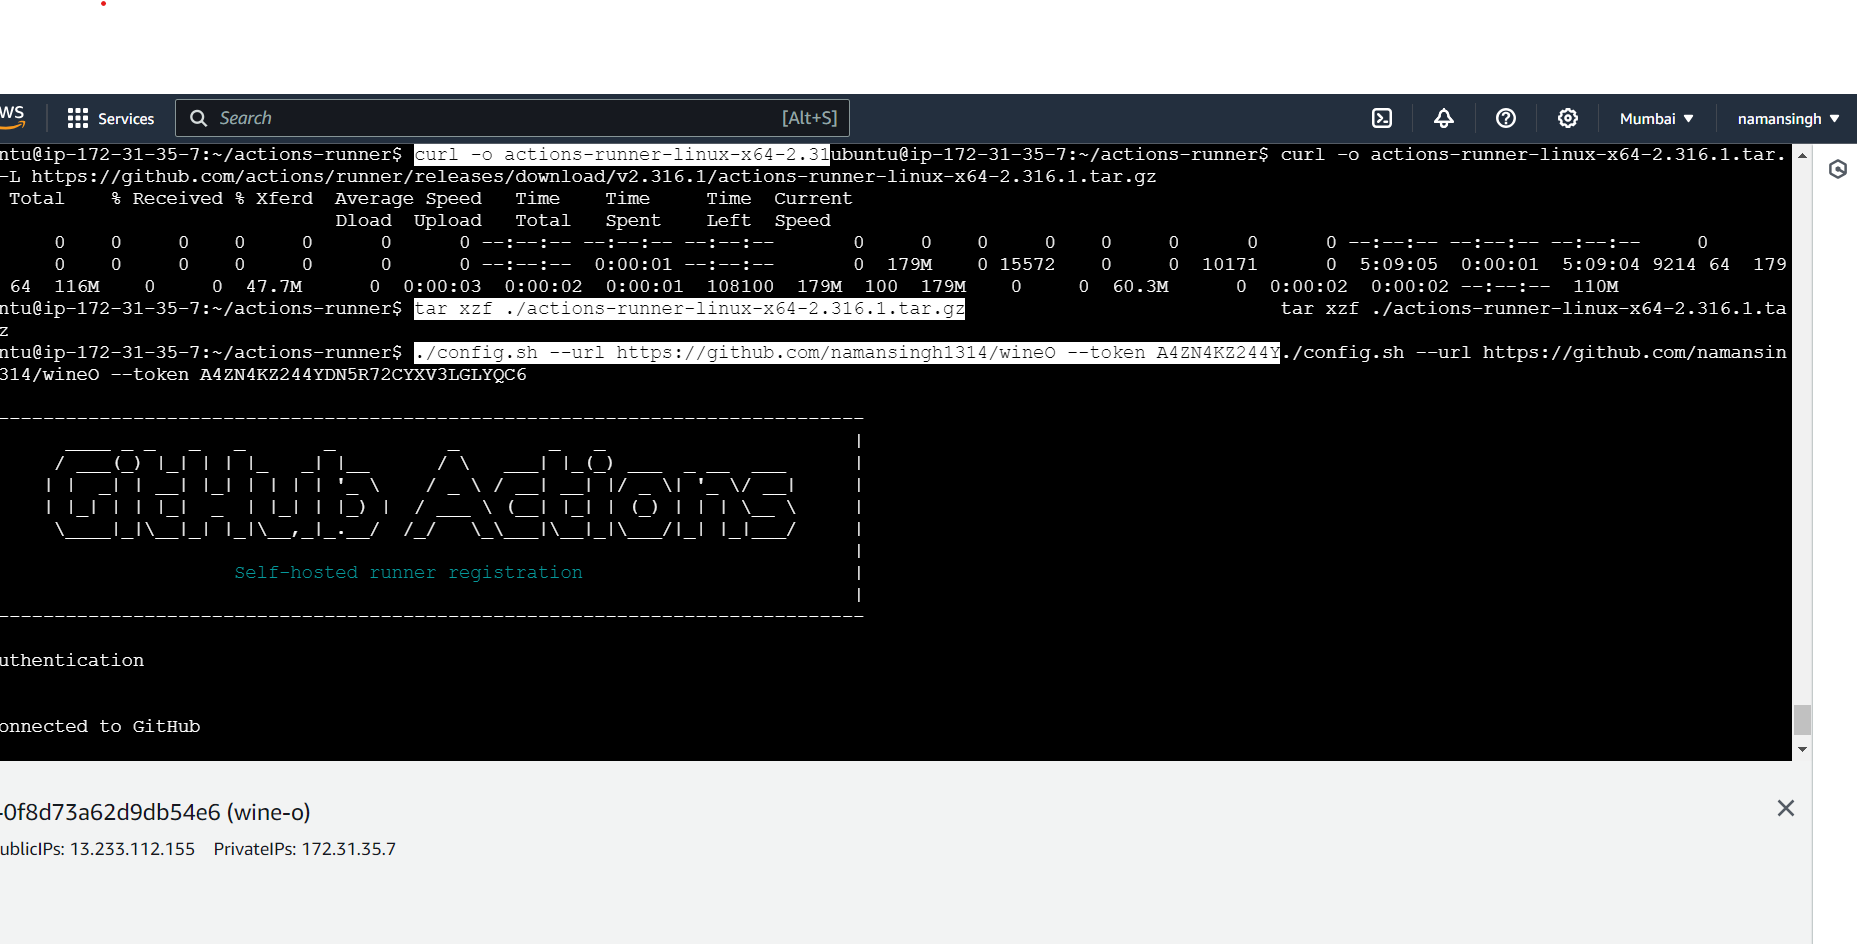 WS
Services
Search
[Alt+S]
Mumbai ▼
namansingh ▼
ntu@ip-172-31-35-7:~/actions-runner$ curl -o actions-runner-linux-x64-2.31ubuntu@ip-172-31-35-7:~/actions-runner$ curl -o actions-runner-linux-x64-2.316.1.tar.
-L https://github.com/actions/runner/releases/download/v2.316.1/actions-runner-linux-x64-2.316.1.tar.gz
Total % Received % Xferd Average Speed Time Time Time Current
Dload Upload Total Spent Left Speed
0 0 0 0 0 0 0 --:--:-- --:--:-- --:--:-- 0 0 0 0 0 0 0 0 --:--:-- --:--:-- --:--:-- 0
0 0 0 0 0 0 0 --:--:-- 0:00:01 --:--:-- 0 179M 0 15572 0 0 10171 0 5:09:05 0:00:01 5:09:04 9214 64 179
64 116M 0 0 47.7M 0 0:00:03 0:00:02 0:00:01 108100 179M 100 179M 0 0 60.3M 0 0:00:02 0:00:02 --:--:-- 110M
ntu@ip-172-31-35-7:~/actions-runner$ tar xzf ./actions-runner-linux-x64-2.316.1.tar.gz tar xzf ./actions-runner-linux-x64-2.316.1.ta
z
ntu@ip-172-31-35-7:~/actions-runner$ ./config.sh --url https://github.com/namansingh1314/wineO --token A4ZN4KZ244Y./config.sh --url https://github.com/namansin
314/wineO --token A4ZN4KZ244YDN5R72CYXV3LGLYQC6
GitHub Actions
Self-hosted runner registration
uthentication
onnected to GitHub
-0f8d73a62d9db54e6 (wine-o)
ublicIPs: 13.233.112.155 PrivateIPs: 172.31.35.7